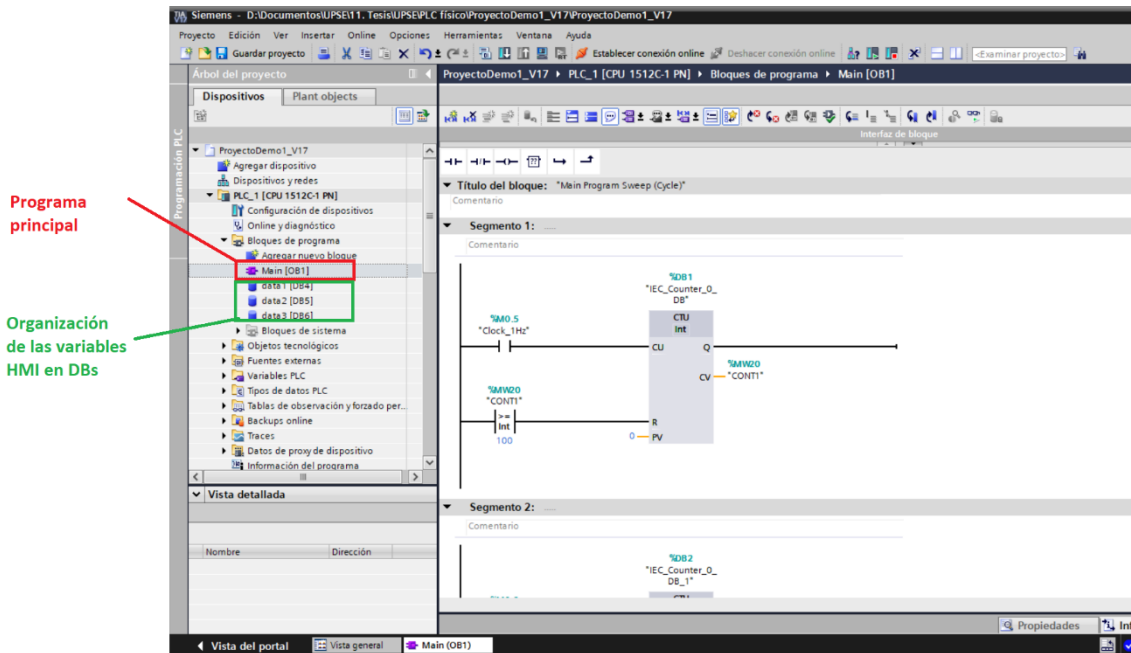 Siemens - D:\Documentos\UPSE\11. Tesis\UPSE\PLC físico\ProyectoDemo1_V17\ProyectoDemo1_V17
Proyecto Edición Ver Insertar Online Opciones Herramientas Ventana Ayuda
Guardar proyecto
Establecer conexión online
Deshacer conexión online
<Examinar proyecto>
Árbol del proyecto
ProyectoDemo1_V17 ▸ PLC_1 [CPU 1512C-1 PN] ▸ Bloques de programa ▸ Main [OB1]
Dispositivos
Plant objects
Programación PLC
Interfaz de bloque
ProyectoDemo1_V17
Agregar dispositivo
Dispositivos y redes
PLC_1 [CPU 1512C-1 PN]
Configuración de dispositivos
Online y diagnóstico
Bloques de programa
Agregar nuevo bloque
Main [OB1]
data1 [DB4]
data2 [DB5]
data3 [DB6]
Bloques de sistema
Objetos tecnológicos
Fuentes externas
Variables PLC
Tipos de datos PLC
Tablas de observación y forzado per...
Backups online
Traces
Datos de proxy de dispositivo
Información del programa
Programa
principal
Organización
de las variables
HMI en DBs
Vista detallada
Nombre
Dirección
??
Título del bloque: "Main Program Sweep (Cycle)"
Comentario
Segmento 1: ....
Comentario
%DB1
"IEC_Counter_0_
DB"
CTU
Int
%M0.5
"Clock_1Hz"
CU
Q
%MW20
"CONT1"
CV
%MW20
"CONT1"
>=
Int
100
R
0
PV
Segmento 2: ....
Comentario
%DB2
"IEC_Counter_0_
DB_1"
Propiedades
Inf
Vista del portal
Vista general
Main (OB1)